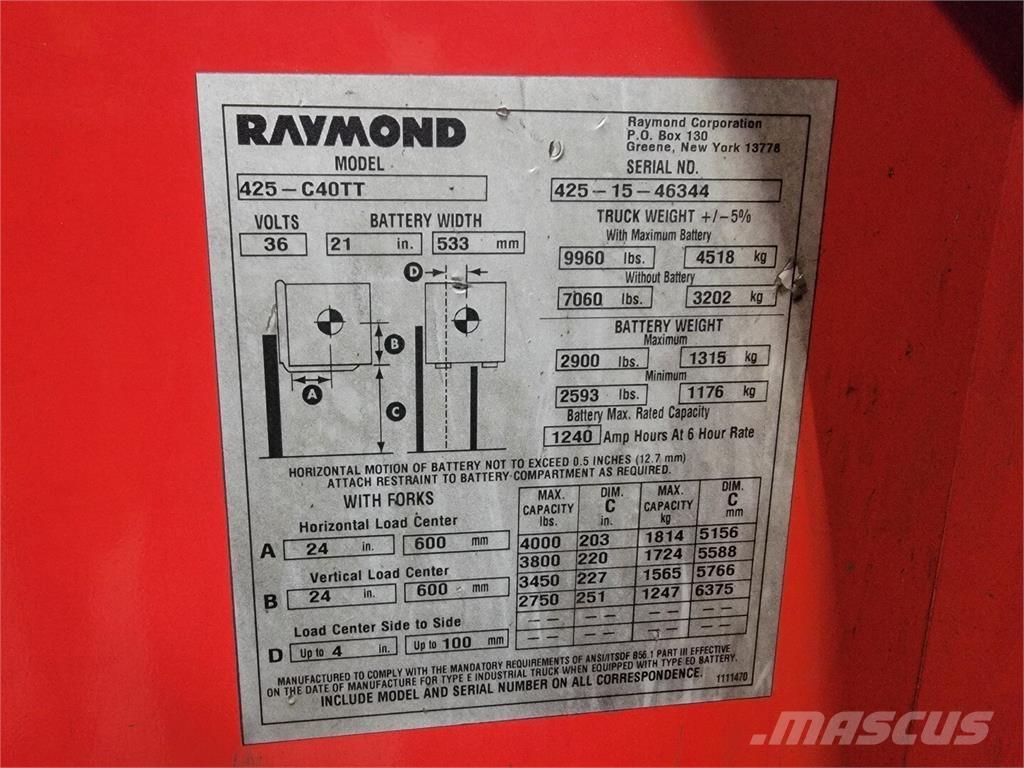 RAYMOND
Raymond Corporation
P.O. Box 130
Greene, New York 13778
MODEL
425-C40TT
SERIAL NO.
425-15-46344
VOLTS
36
BATTERY WIDTH
21 in. 533 mm
TRUCK WEIGHT +/-5%
With Maximum Battery
9960 lbs. 4518 kg
Without Battery
7060 lbs. 3202 kg
BATTERY WEIGHT
Maximum
2900 lbs. 1315 kg
Minimum
2593 lbs. 1176 kg
Battery Max. Rated Capacity
1240 Amp Hours At 6 Hour Rate
D
B
A
C
HORIZONTAL MOTION OF BATTERY NOT TO EXCEED 0.5 INCHES (12.7 mm)
ATTACH RESTRAINT TO BATTERY COMPARTMENT AS REQUIRED.
WITH FORKS
Horizontal Load Center
A 24 in. 600 mm
Vertical Load Center
B 24 in. 600 mm
Load Center Side to Side
D Up to 4 in. Up to 100 mm
MAX. CAPACITY lbs. DIM. C in. MAX. CAPACITY kg DIM. C mm
4000 203 1814 5156
3800 220 1724 5588
3450 227 1565 5766
2750 251 1247 6375
-- -- -- --
-- -- -- --
MANUFACTURED TO COMPLY WITH THE MANDATORY REQUIREMENTS OF ANSI/ITSDF B56.1 PART III EFFECTIVE
ON THE DATE OF MANUFACTURE FOR TYPE E INDUSTRIAL TRUCK WHEN EQUIPPED WITH TYPE EO BATTERY.
INCLUDE MODEL AND SERIAL NUMBER ON ALL CORRESPONDENCE. 1111470
MASCUS